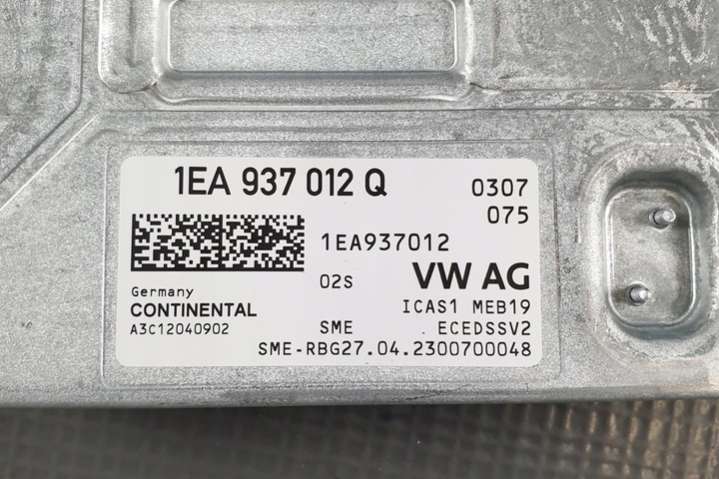 1EA 937 012 Q 0307
075
1EA937012
02S VW AG
Germany
CONTINENTAL ICAS1 MEB19
A3C12040902 SME ECEDSSV2
SME-RBG27.04.2300700048